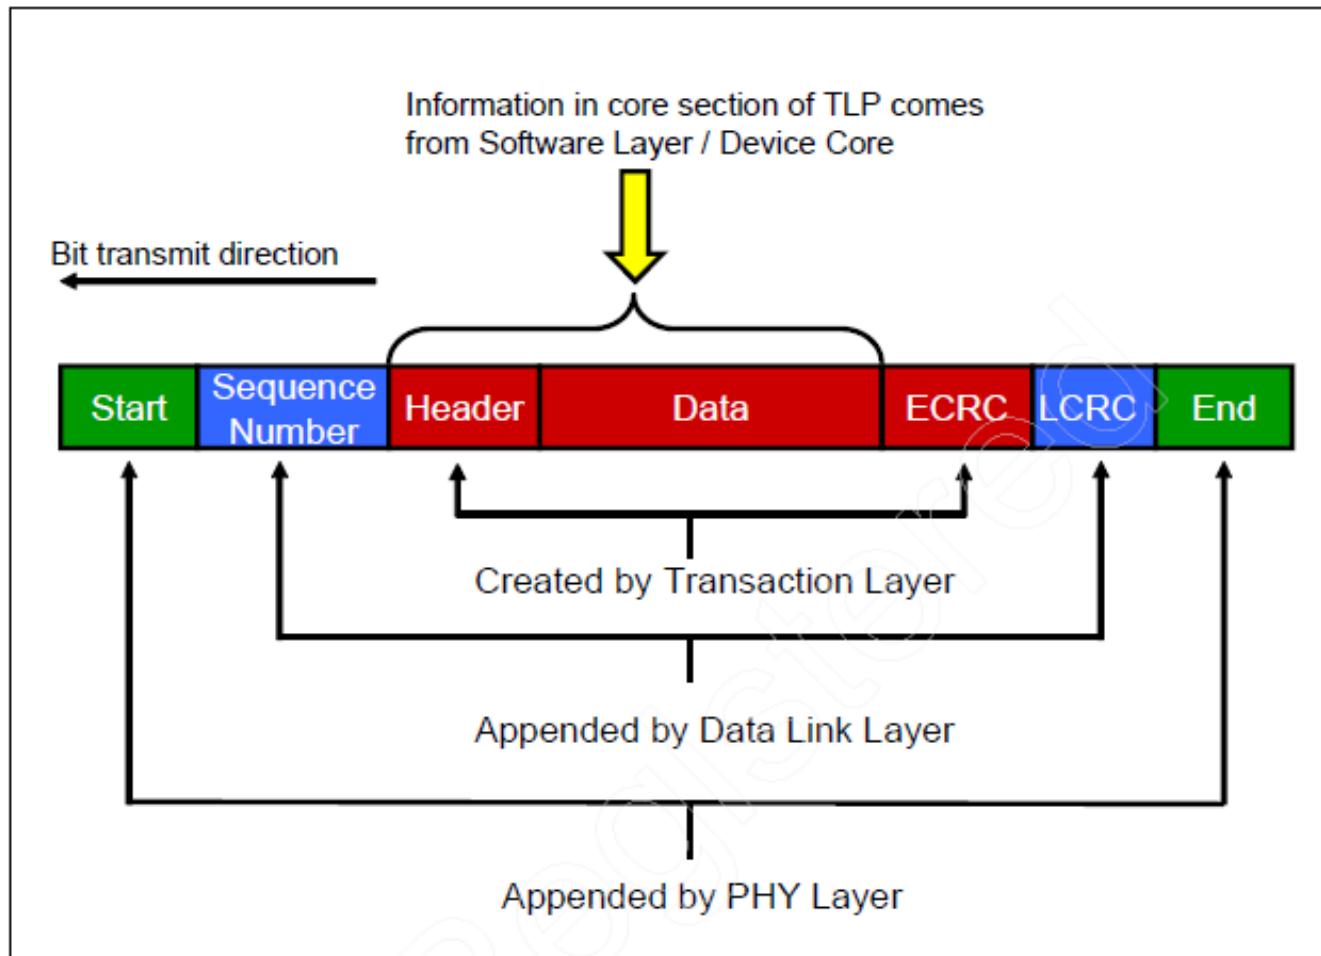 Information in core section of TLP comes
from Software Layer / Device Core
Bit transmit direction
Start
Sequence
Number
Header
Data
ECRC
LCRC
End
Created by Transaction Layer
Appended by Data Link Layer
Appended by PHY Layer
Registered